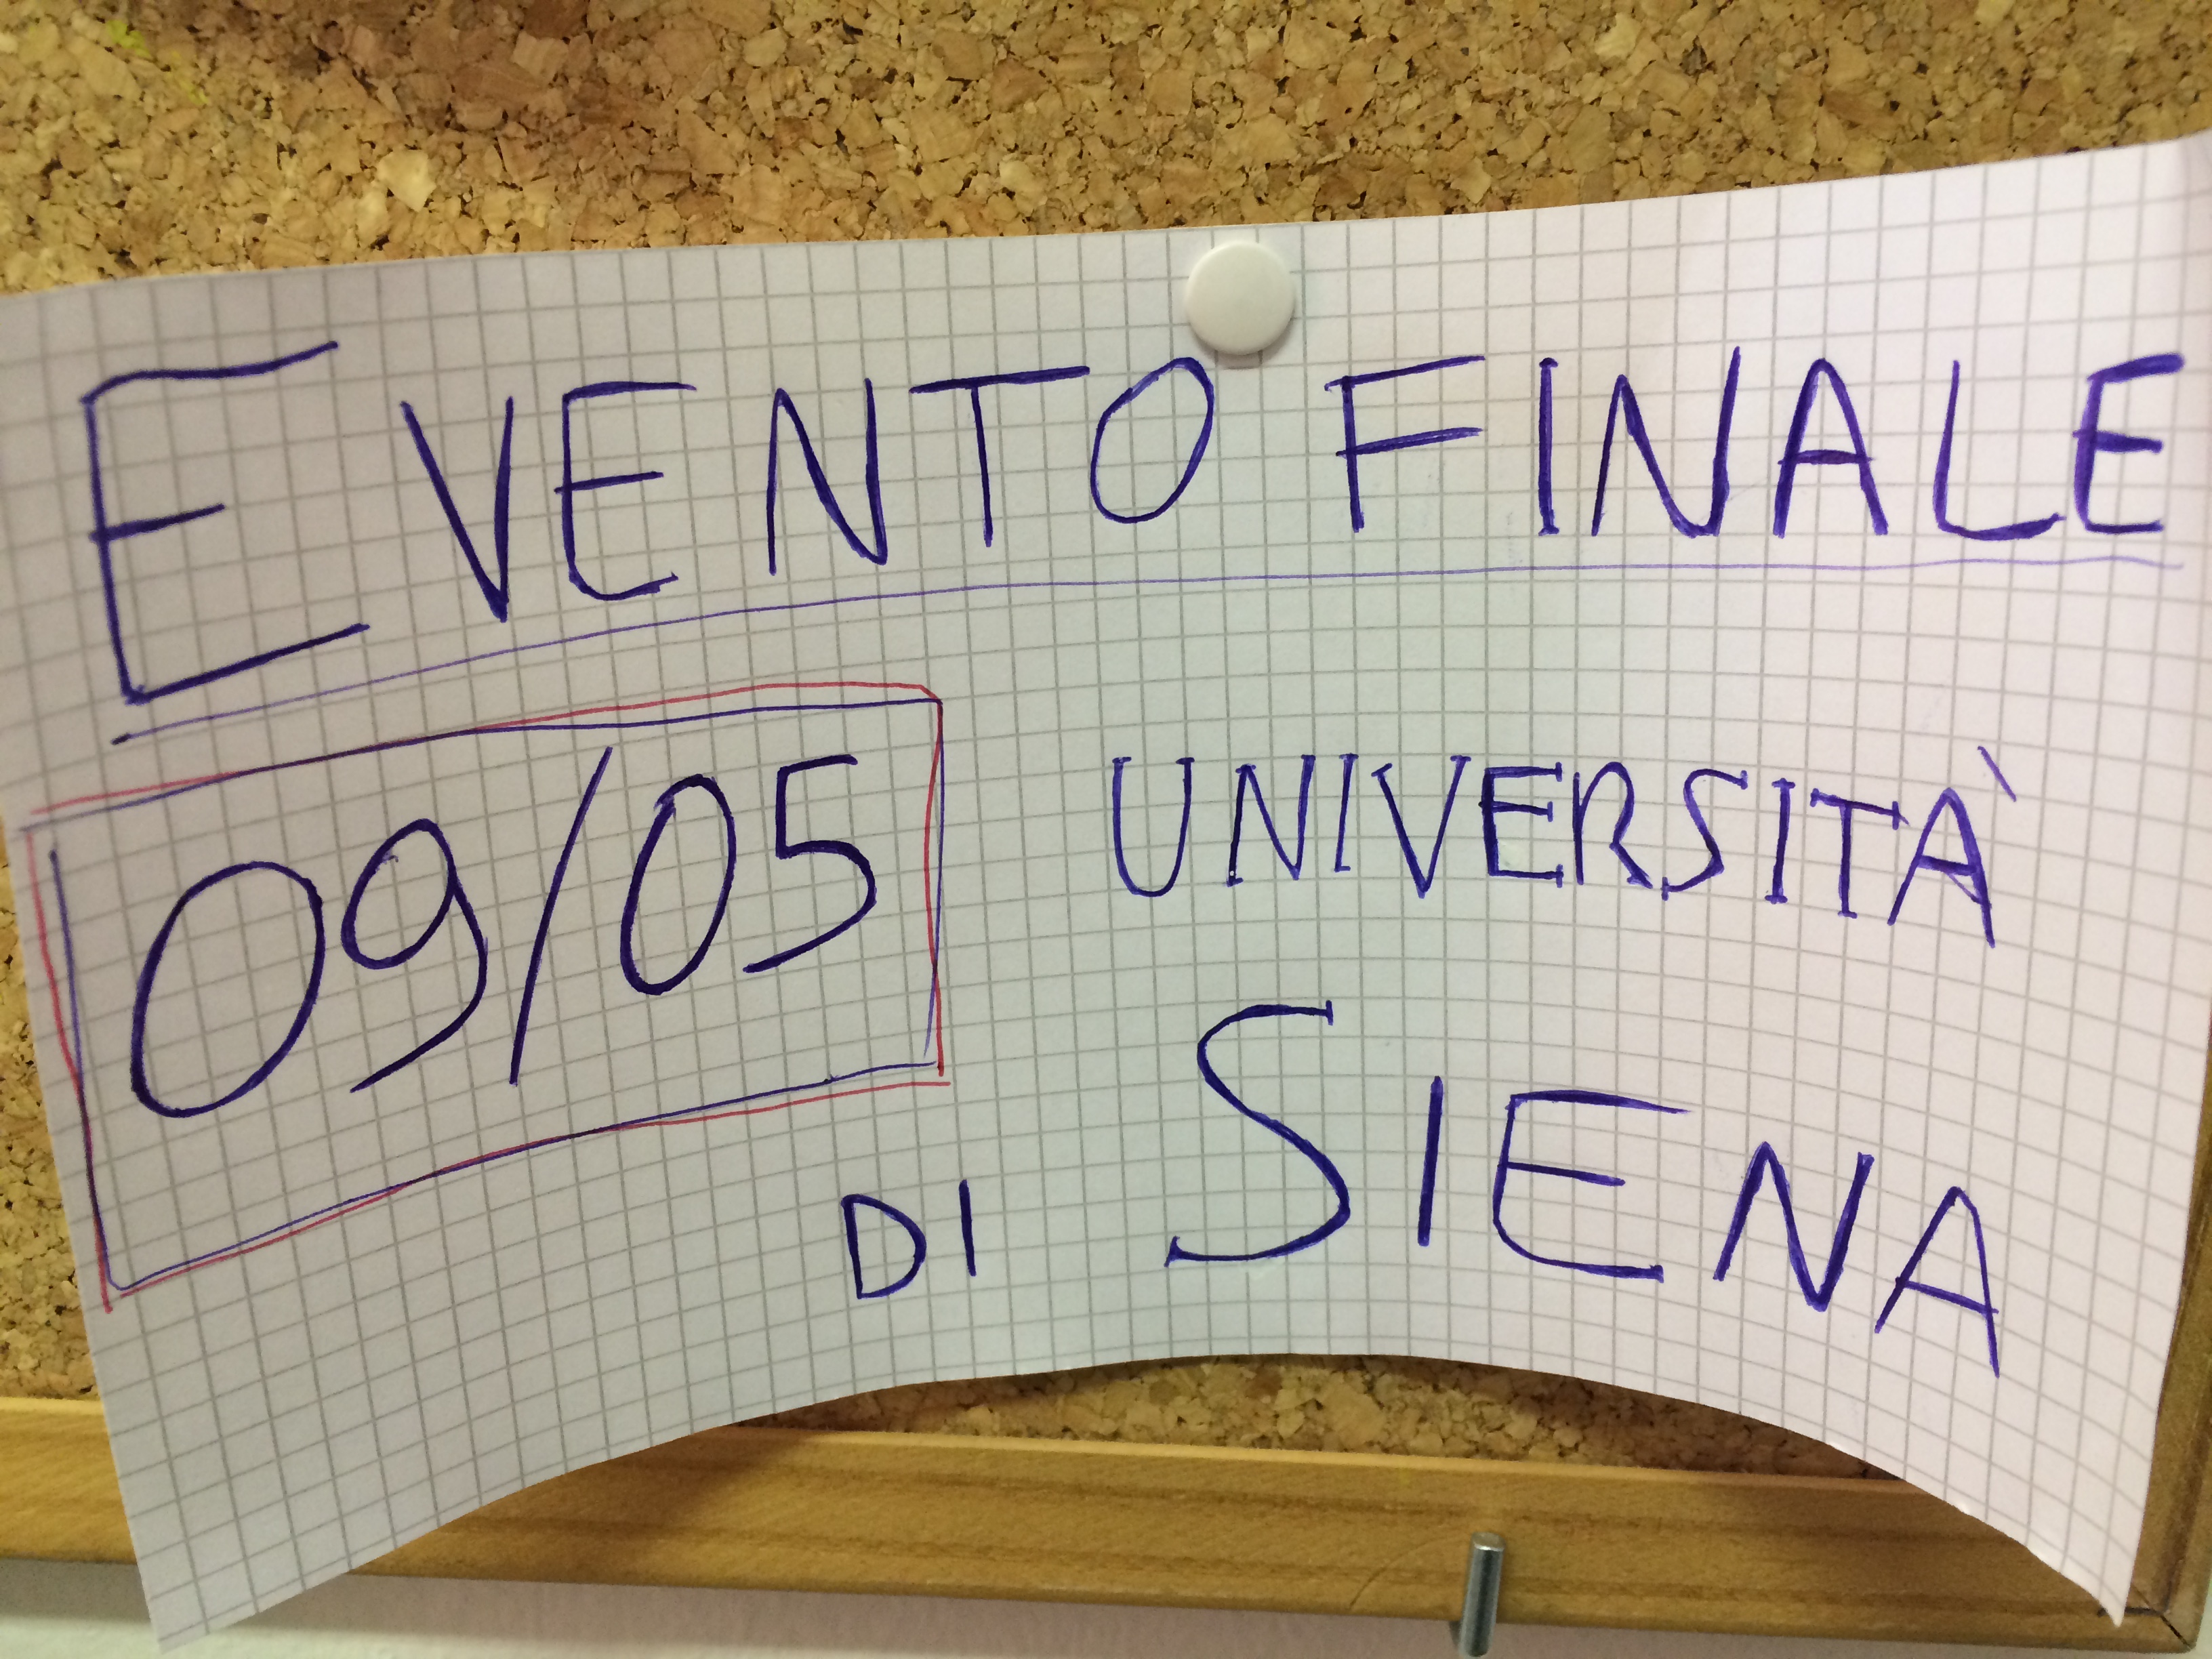 EVENTO FINALE
09/05 UNIVERSITÀ
DI SIENA